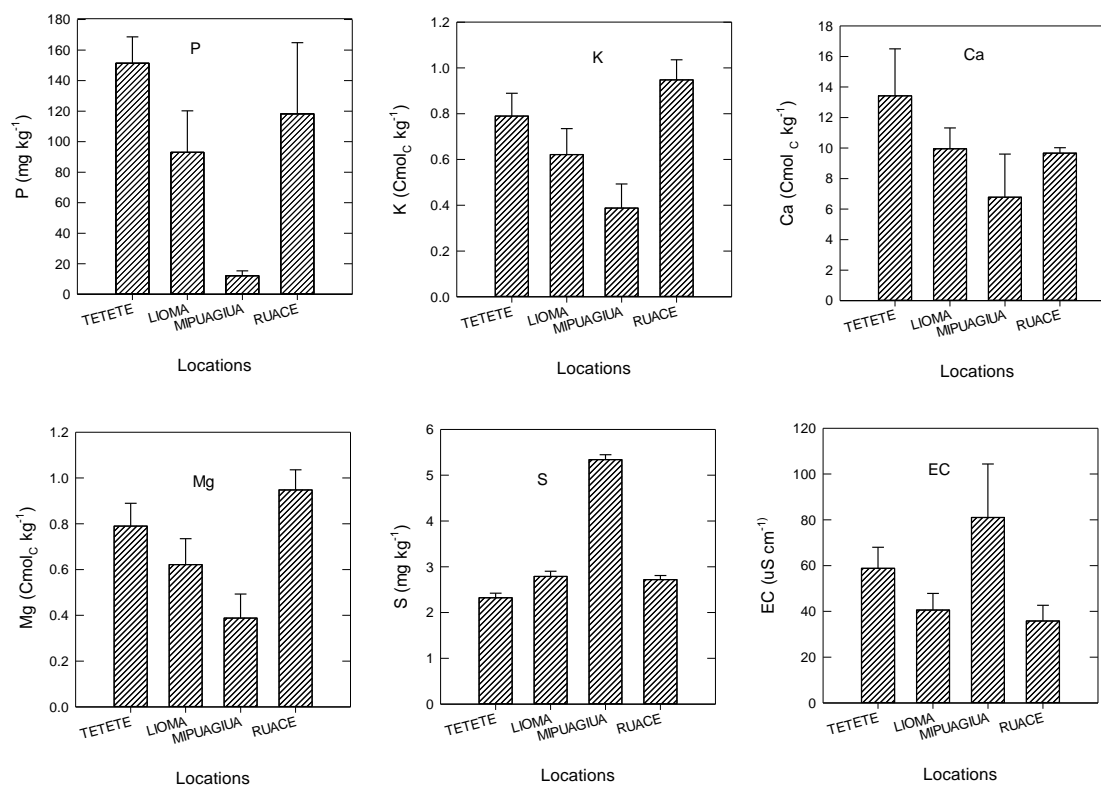 P
P (mg kg-1)
180
160
140
120
100
80
60
40
20
0
TETETE
LIOMA
MIPUAGIUA
RUACE
Locations
K
K (CmolC kg-1)
1.2
1.0
0.8
0.6
0.4
0.2
0.0
TETETE
LIOMA
MIPUAGIUA
RUACE
Locations
Ca
Ca (CmolC kg-1)
18
16
14
12
10
8
6
4
2
0
TETETE
LIOMA
MIPUAGIUA
RUACE
Locations
Mg
Mg (CmolC kg-1)
1.2
1.0
0.8
0.6
0.4
0.2
0.0
TETETE
LIOMA
MIPUAGIUA
RUACE
Locations
S
S (mg kg-1)
6
5
4
3
2
1
0
TETETE
LIOMA
MIPUAGIUA
RUACE
Locations
EC
EC (uS cm-1)
120
100
80
60
40
20
0
TETETE
LIOMA
MIPUAGIUA
RUACE
Locations